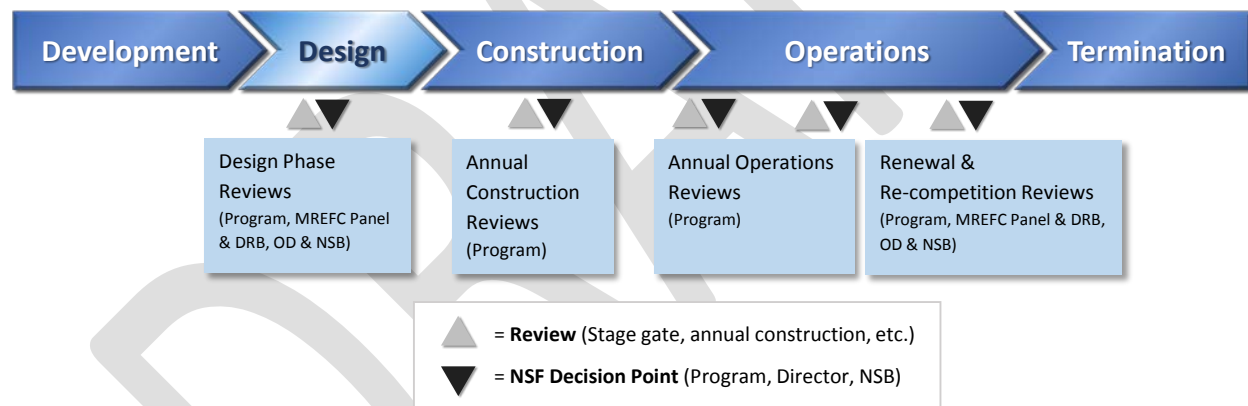 Development
Design
Construction
Operations
Termination
Design Phase
Reviews
(Program, MREFC Panel
& DRB, OD & NSB)
Annual
Construction
Reviews
(Program)
Annual Operations
Reviews
(Program)
Renewal &
Re-competition Reviews
(Program, MREFC Panel & DRB,
OD & NSB)
= Review (Stage gate, annual construction, etc.)
= NSF Decision Point (Program, Director, NSB)